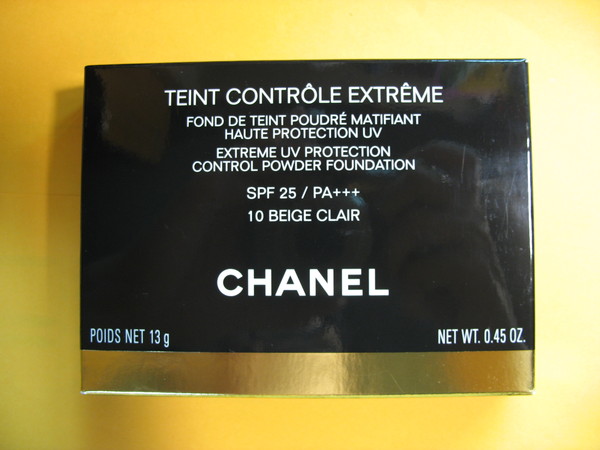 TEINT CONTRÔLE EXTRÊME
FOND DE TEINT POUDRÉ MATIFIANT
HAUTE PROTECTION UV
EXTREME UV PROTECTION
CONTROL POWDER FOUNDATION
SPF 25 / PA+++
10 BEIGE CLAIR
CHANEL
POIDS NET 13 g
NET WT. 0.45 OZ.